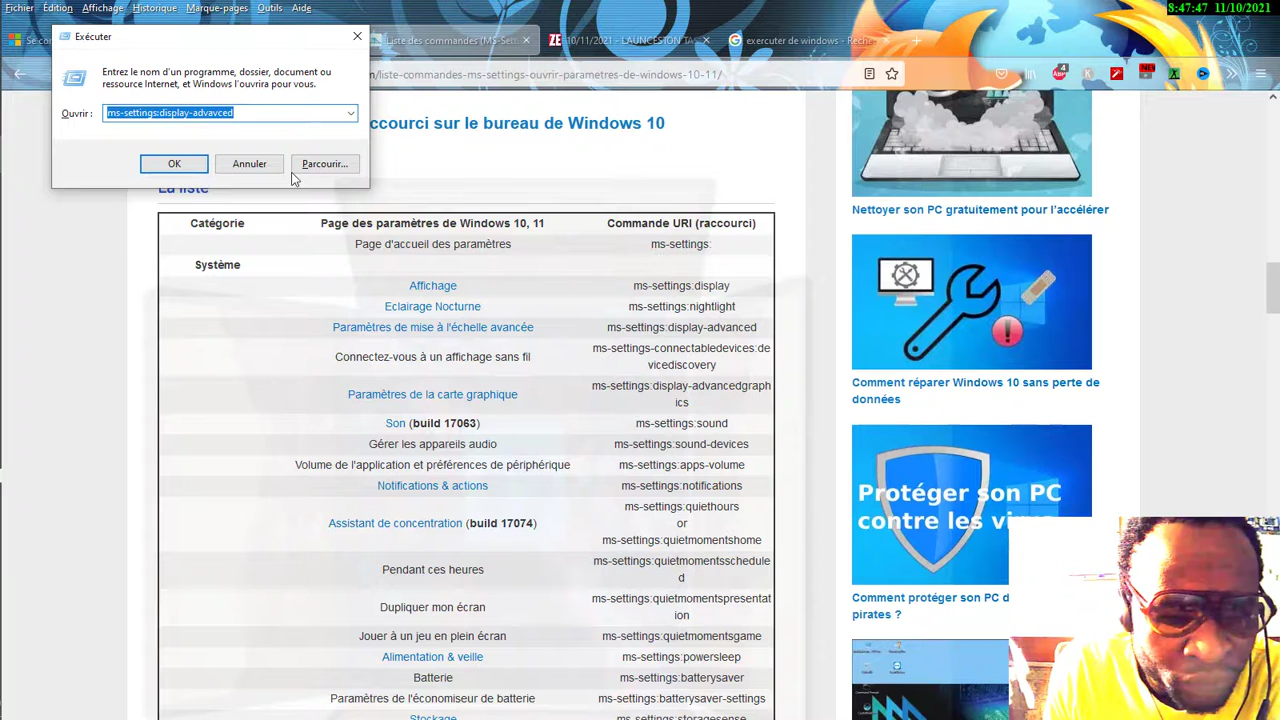 Fichier Édition Affichage Historique Marque-pages Outils Aide
8:47:47 11/10/2021
Se co
Liste des commandes (MS-Sett
10/11/2021 - LAUNCESTON TAS
exercuter de windows - Reche
/liste-commandes-ms-settings-ouvrir-parametres-de-windows-10-11/
Exécuter
Entrez le nom d'un programme, dossier, document ou
ressource Internet, et Windows l'ouvrira pour vous.
Ouvrir : ms-settings:display-advavced
OK Annuler Parcourir...
ccourci sur le bureau de Windows 10
La liste
Catégorie Page des paramètres de Windows 10, 11 Commande URI (raccourci)
Page d'accueil des paramètres ms-settings:
Système
Affichage ms-settings:display
Eclairage Nocturne ms-settings:nightlight
Paramètres de mise à l'échelle avancée ms-settings:display-advanced
Connectez-vous à un affichage sans fil ms-settings-connectabledevices:de
vicediscovery
Paramètres de la carte graphique ms-settings:display-advancedgraph
ics
Son (build 17063) ms-settings:sound
Gérer les appareils audio ms-settings:sound-devices
Volume de l'application et préférences de périphérique ms-settings:apps-volume
Notifications & actions ms-settings:notifications
Assistant de concentration (build 17074) ms-settings:quiethours
or
ms-settings:quietmomentshome
Pendant ces heures ms-settings:quietmomentsschedule
d
Dupliquer mon écran ms-settings:quietmomentspresentat
ion
Jouer à un jeu en plein écran ms-settings:quietmomentsgame
Alimentation & veille ms-settings:powersleep
Batterie ms-settings:batterysaver
Paramètres de l'économiseur de batterie ms-settings:batterysaver-settings
Stockage ms-settings:storagesense
Nettoyer son PC gratuitement pour l'accélérer
Comment réparer Windows 10 sans perte de
données
Protéger son PC
contre les vi
Comment protéger son PC d
pirates ?